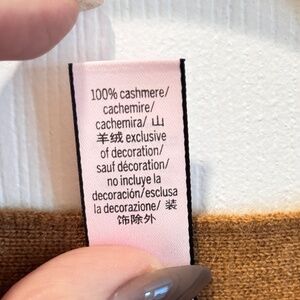 100% cashmere/
cachemire/
cachemira/ 山
羊绒 exclusive
of decoration/
sauf décoration/
no incluye la
decoración/esclusa
la decorazione/ 装
饰除外